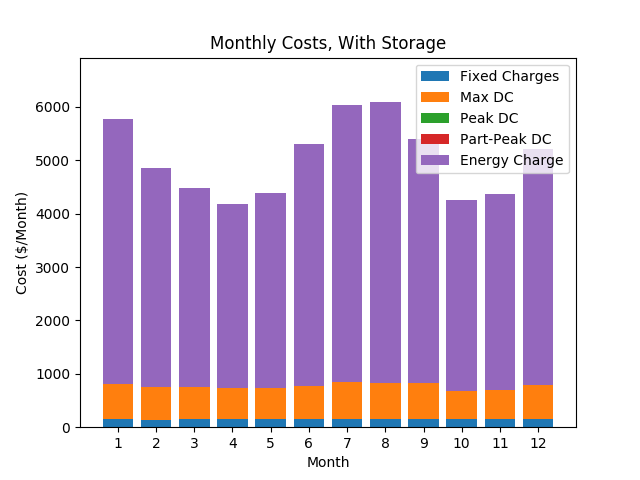 Monthly Costs, With Storage
Fixed Charges
Max DC
Peak DC
Part-Peak DC
Energy Charge
Cost ($/Month)
6000
5000
4000
3000
2000
1000
0
1 2 3 4 5 6 7 8 9 10 11 12
Month